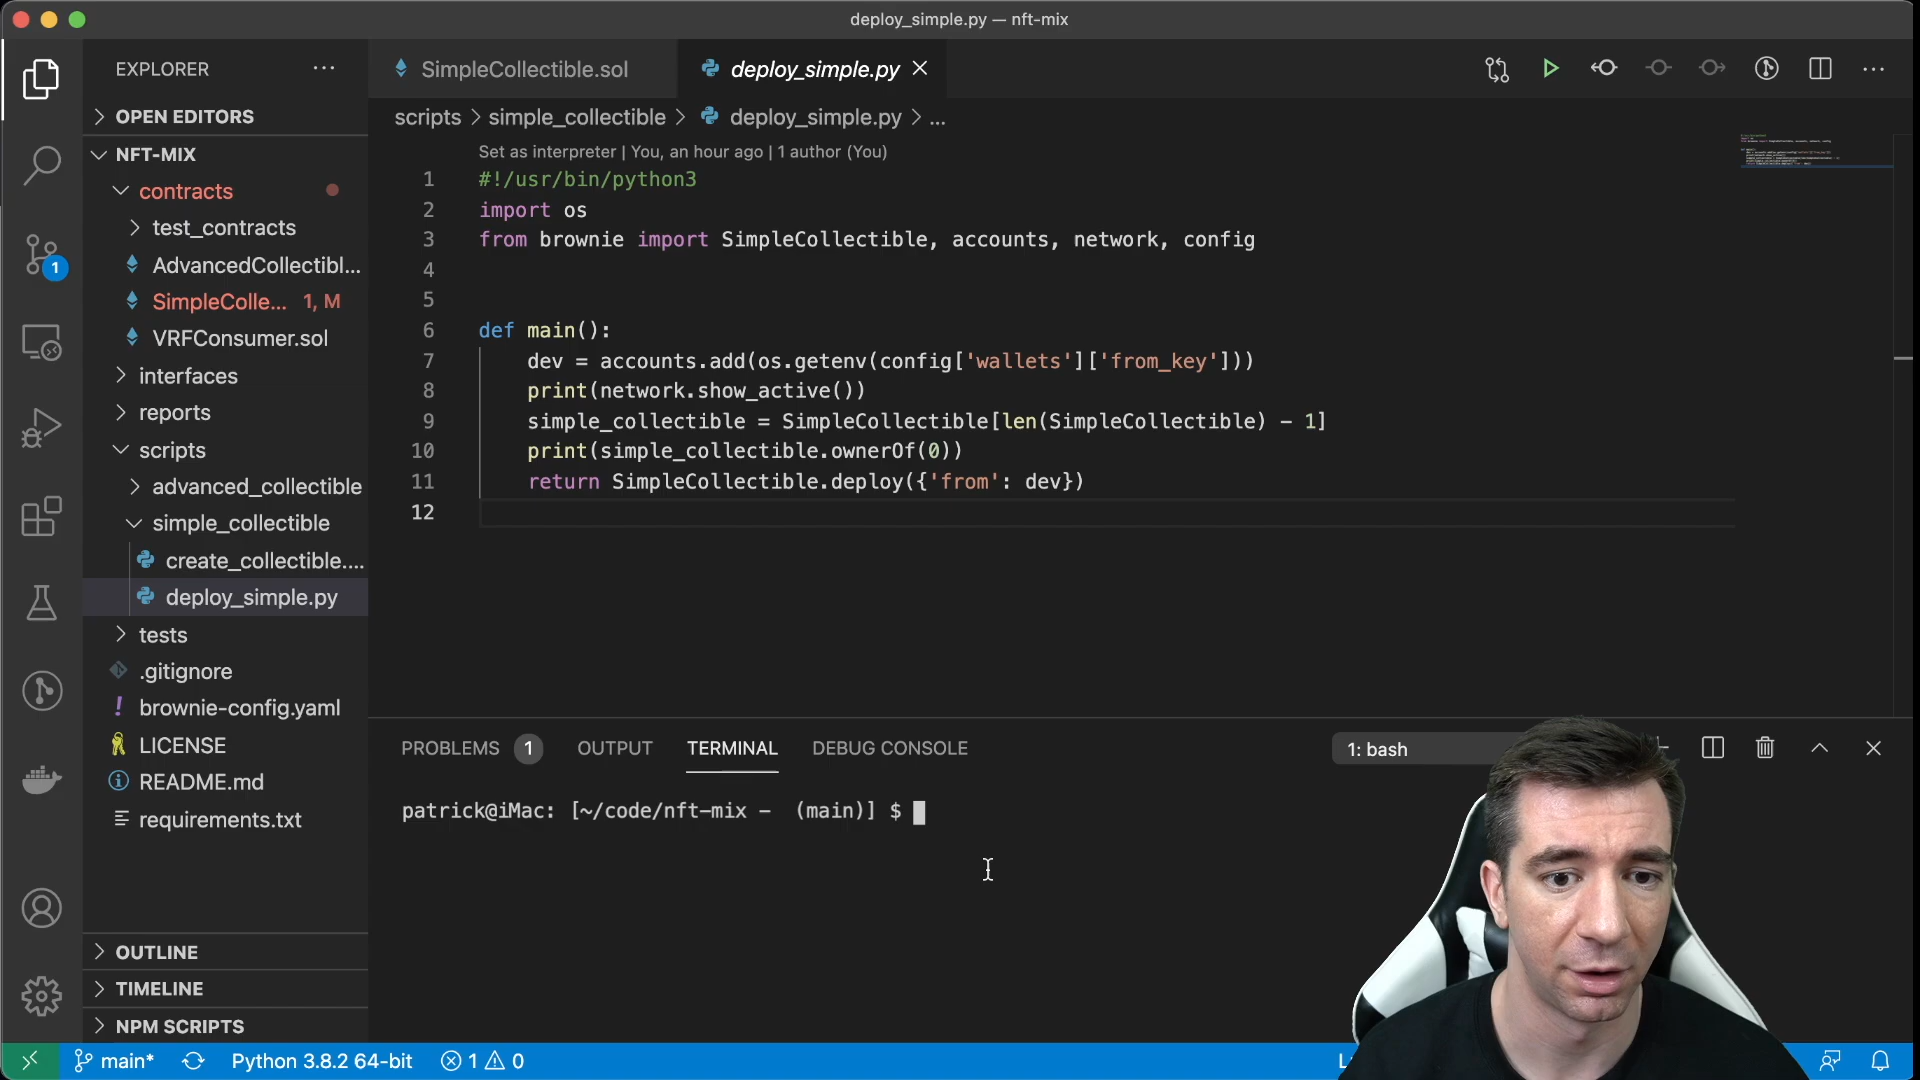 deploy_simple.py — nft-mix
EXPLORER
OPEN EDITORS
NFT-MIX
contracts
test_contracts
AdvancedCollectibl...
SimpleColle... 1, M
VRFConsumer.sol
interfaces
reports
scripts
advanced_collectible
simple_collectible
create_collectible....
deploy_simple.py
tests
.gitignore
brownie-config.yaml
LICENSE
README.md
requirements.txt
OUTLINE
TIMELINE
NPM SCRIPTS
1
SimpleCollectible.sol
deploy_simple.py
scripts > simple_collectible > deploy_simple.py > ...
Set as interpreter | You, an hour ago | 1 author (You)
1 #!/usr/bin/python3
2 import os
3 from brownie import SimpleCollectible, accounts, network, config
4
5
6 def main():
7 dev = accounts.add(os.getenv(config['wallets']['from_key']))
8 print(network.show_active())
9 simple_collectible = SimpleCollectible[len(SimpleCollectible) - 1]
10 print(simple_collectible.ownerOf(0))
11 return SimpleCollectible.deploy({'from': dev})
12
PROBLEMS 1 OUTPUT TERMINAL DEBUG CONSOLE
1: bash
patrick@iMac: [~/code/nft-mix - (main)] $
main* Python 3.8.2 64-bit 1 0